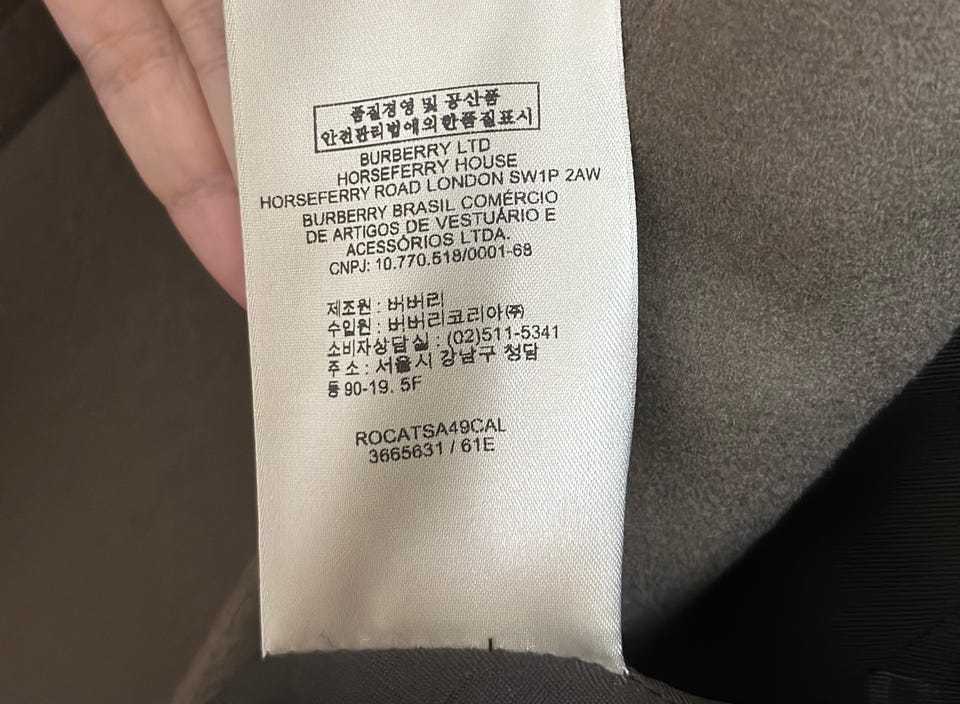 품질경영 및 공산품
안전관리법에의한품질표시
BURBERRY LTD
HORSEFERRY HOUSE
HORSEFERRY ROAD LONDON SW1P 2AW
BURBERRY BRASIL COMÉRCIO
DE ARTIGOS DE VESTUÁRIO E
ACESSÓRIOS LTDA.
CNPJ: 10.770.518/0001-68
제조원 : 버버리
수입원 : 버버리코리아㈜
소비자상담실 : (02)511-5341
주소 : 서울시 강남구 청담
동 90-19. 5F
ROCATSA49CAL
3665631 / 61E